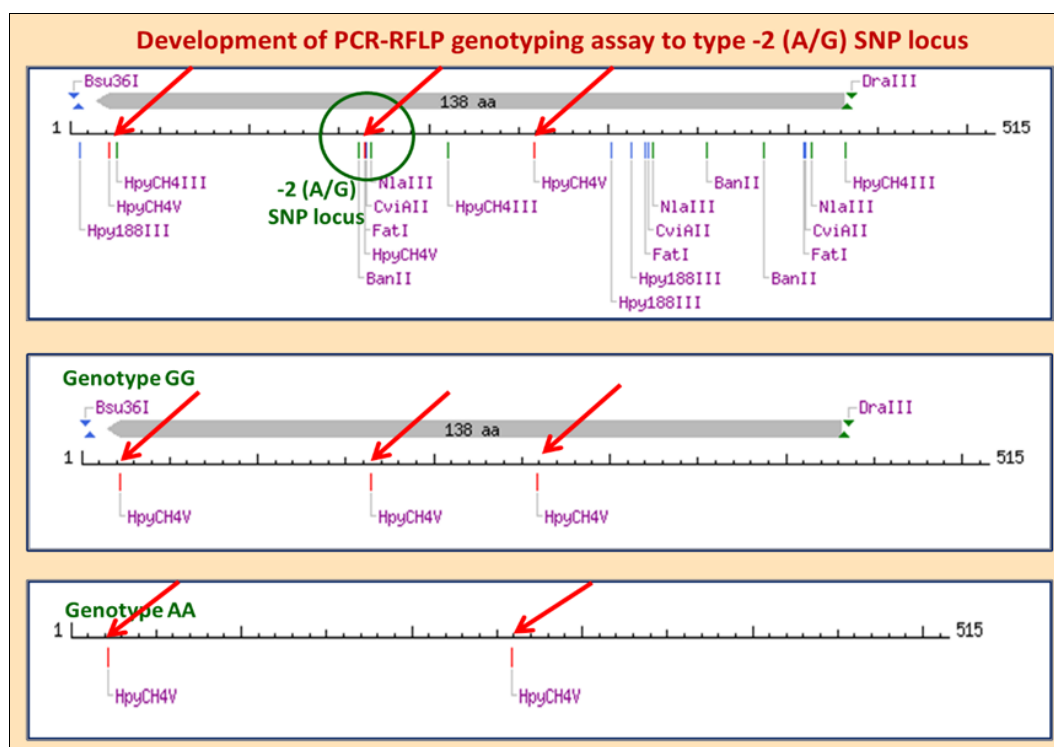 Development of PCR-RFLP genotyping assay to type -2 (A/G) SNP locus
Bsu36I DraIII
138 aa
1 515
-2 (A/G)
SNP locus
HpyCH4III NlaIII HpyCH4V BanII HpyCH4III
HpyCH4V CviAII HpyCH4III NlaIII NlaIII
Hpy188III FatI CviAII CviAII
HpyCH4V FatI FatI
BanII Hpy188III BanII
Hpy188III
Genotype GG
Bsu36I DraIII
138 aa
1 515
HpyCH4V HpyCH4V HpyCH4V
Genotype AA
1 515
HpyCH4V HpyCH4V